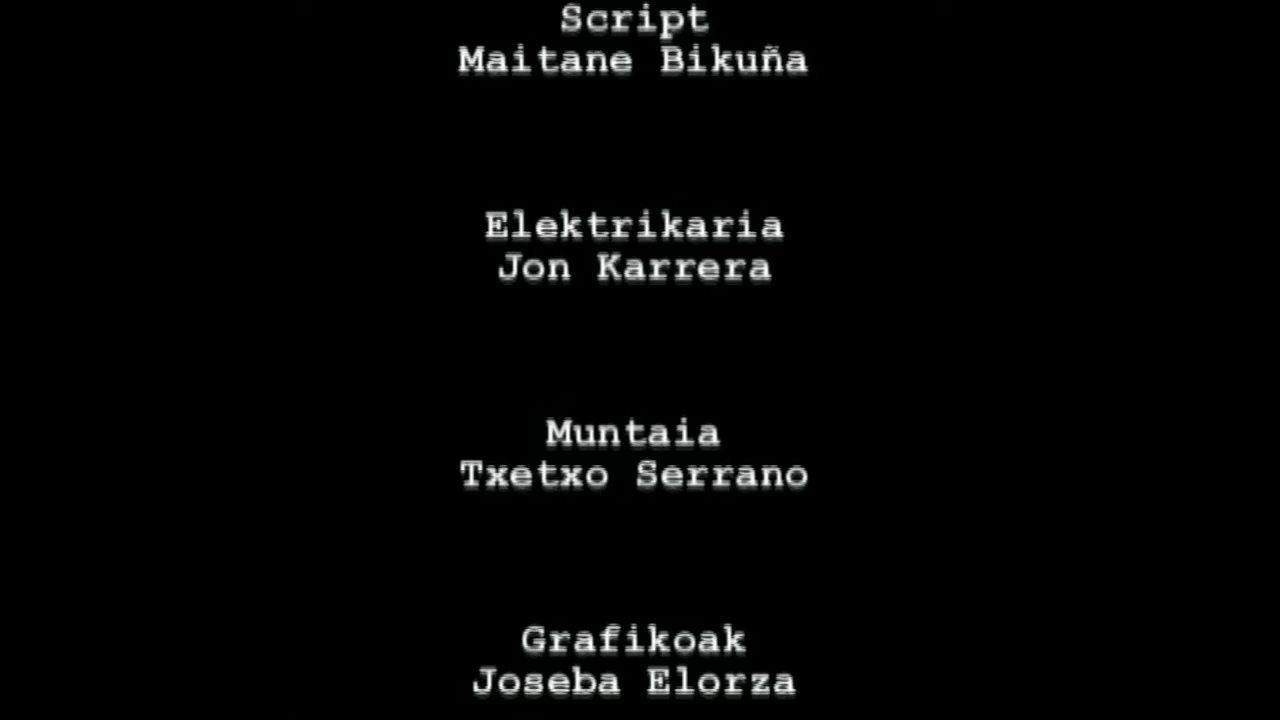 Script
Maitane Bikuña
Elektrikaria
Jon Karrera
Muntaia
Txetxo Serrano
Grafikoak
Joseba Elorza